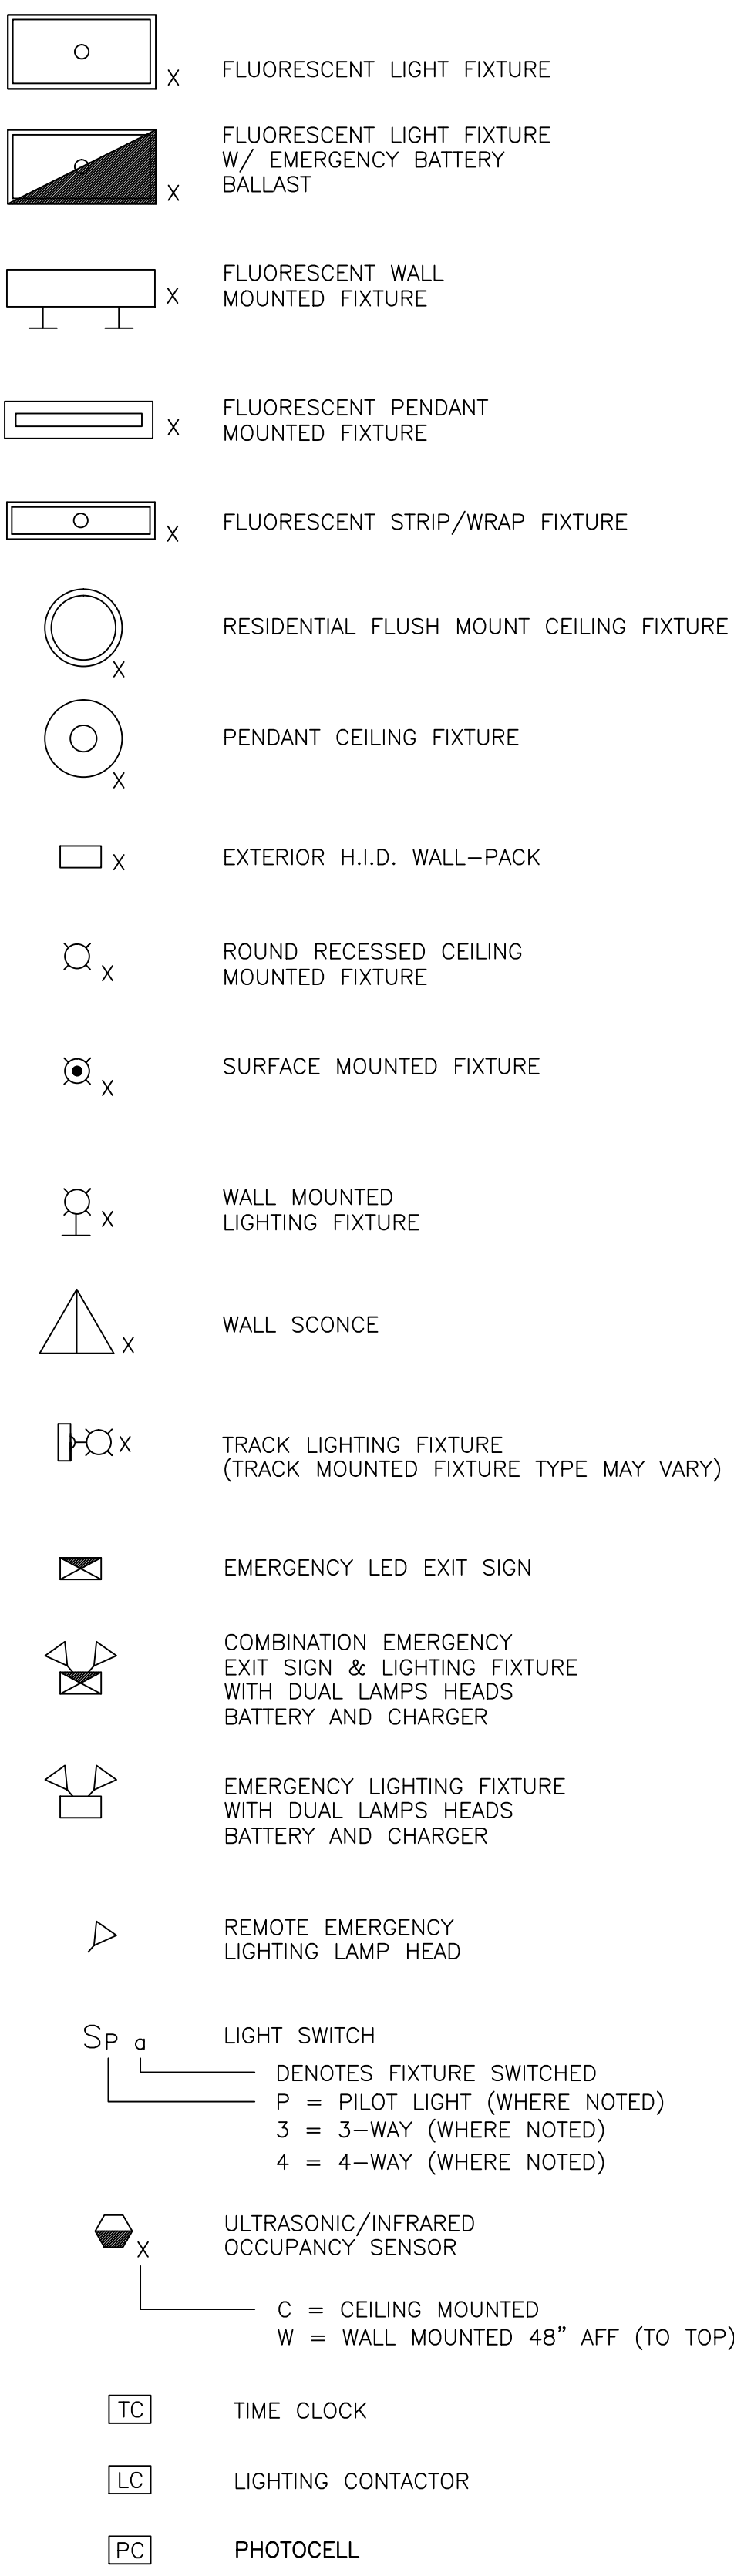 X FLUORESCENT LIGHT FIXTURE
FLUORESCENT LIGHT FIXTURE
W/ EMERGENCY BATTERY
X BALLAST
FLUORESCENT WALL
X MOUNTED FIXTURE
FLUORESCENT PENDANT
X MOUNTED FIXTURE
X FLUORESCENT STRIP/WRAP FIXTURE
RESIDENTIAL FLUSH MOUNT CEILING FIXTURE
X
PENDANT CEILING FIXTURE
X
X EXTERIOR H.I.D. WALL-PACK
ROUND RECESSED CEILING
X MOUNTED FIXTURE
SURFACE MOUNTED FIXTURE
X
WALL MOUNTED
X LIGHTING FIXTURE
WALL SCONCE
X
X TRACK LIGHTING FIXTURE
(TRACK MOUNTED FIXTURE TYPE MAY VARY)
EMERGENCY LED EXIT SIGN
COMBINATION EMERGENCY
EXIT SIGN & LIGHTING FIXTURE
WITH DUAL LAMPS HEADS
BATTERY AND CHARGER
EMERGENCY LIGHTING FIXTURE
WITH DUAL LAMPS HEADS
BATTERY AND CHARGER
REMOTE EMERGENCY
LIGHTING LAMP HEAD
SP a LIGHT SWITCH
DENOTES FIXTURE SWITCHED
P = PILOT LIGHT (WHERE NOTED)
3 = 3-WAY (WHERE NOTED)
4 = 4-WAY (WHERE NOTED)
ULTRASONIC/INFRARED
X OCCUPANCY SENSOR
C = CEILING MOUNTED
W = WALL MOUNTED 48" AFF (TO TOP)
TC TIME CLOCK
LC LIGHTING CONTACTOR
PC PHOTOCELL